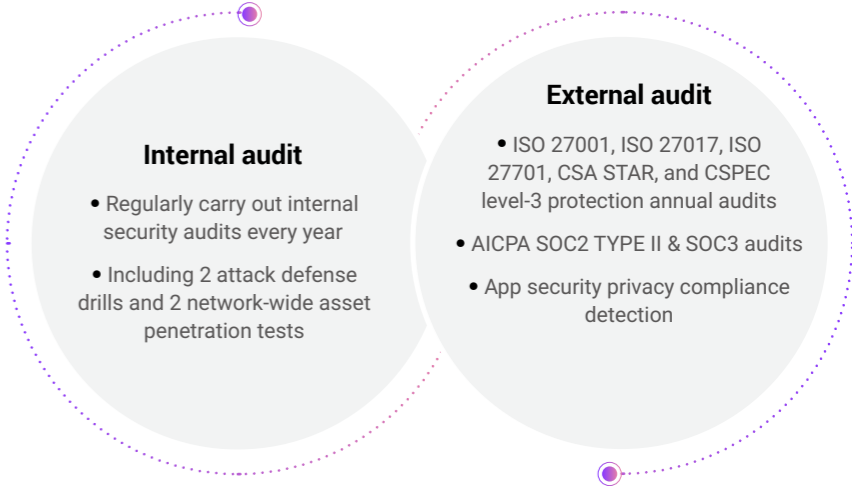 Internal audit
• Regularly carry out internal
security audits every year
• Including 2 attack defense
drills and 2 network-wide asset
penetration tests
External audit
• ISO 27001, ISO 27017, ISO
27701, CSA STAR, and CSPEC
level-3 protection annual audits
• AICPA SOC2 TYPE II & SOC3 audits
• App security privacy compliance
detection